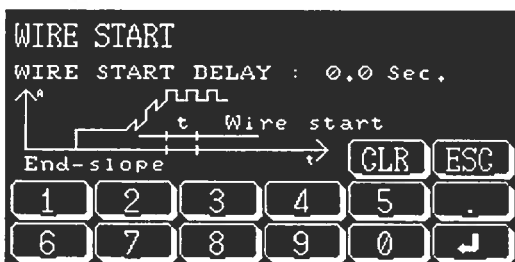 WIRE START
WIRE START DELAY : 0.0 Sec.
A
t Wire start
End-slope t
CLR ESC
1 2 3 4 5 .
6 7 8 9 0 ↵